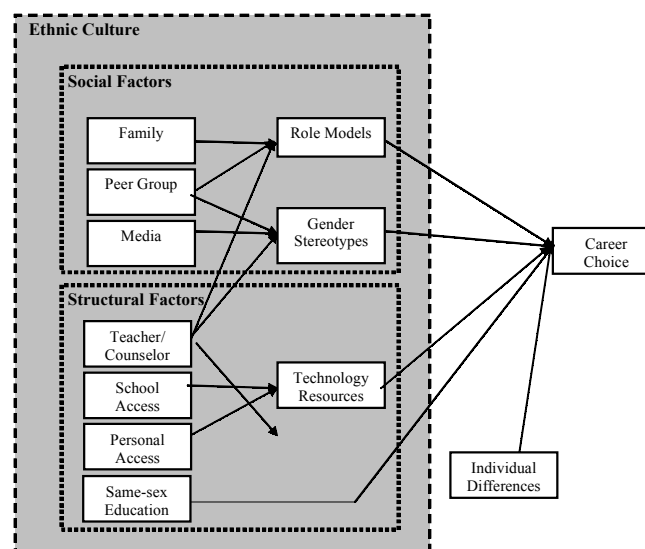 Ethnic Culture
Social Factors
Family
Role Models
Peer Group
Gender
Stereotypes
Media
Career
Choice
Structural Factors
Teacher/
Counselor
Technology
Resources
School
Access
Personal
Access
Individual
Differences
Same-sex
Education